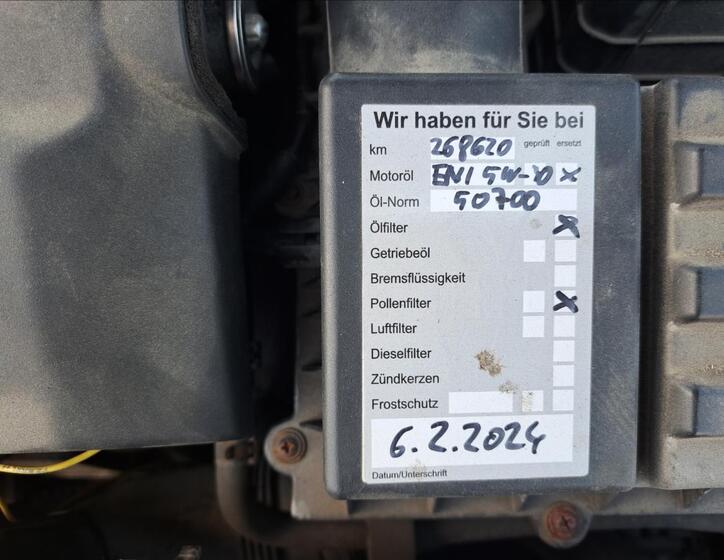 Wir haben für Sie bei
km 268620 geprüft ersetzt
Motoröl ENI 5W-30 x
Öl-Norm 50700
Ölfilter x
Getriebeöl
Bremsflüssigkeit
Pollenfilter x
Luftfilter
Dieselfilter
Zündkerzen
Frostschutz
6.2.2024
Datum/Unterschrift